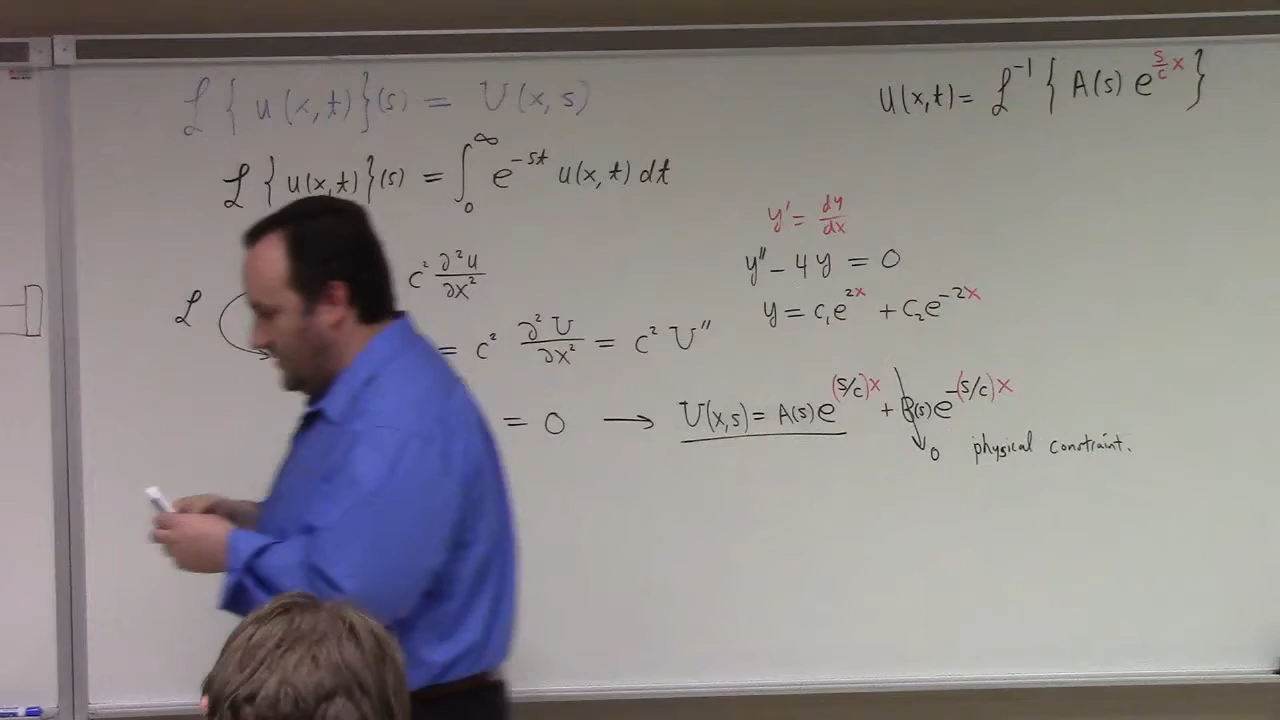 ℒ{u(x,t)}(s) = U(x,s)
ℒ{u(x,t)}(s) = ∫₀^∞ e^{-st} u(x,t) dt
c² ∂²u/∂x²
ℒ
= c² ∂²U/∂x² = c² U''
= 0 → U(x,s) = A(s)e^{(s/c)x} + B(s)e^{-(s/c)x}
0 physical constraint.
u(x,t) = ℒ⁻¹{A(s) e^{s/c x}}
y' = dy/dx
y'' - 4y = 0
y = c₁e^{2x} + c₂e^{-2x}